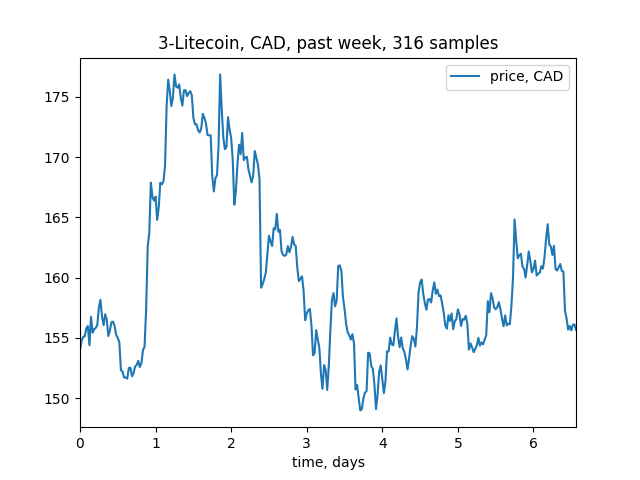 3-Litecoin, CAD, past week, 316 samples
price, CAD
175
170
165
160
155
150
0 1 2 3 4 5 6
time, days